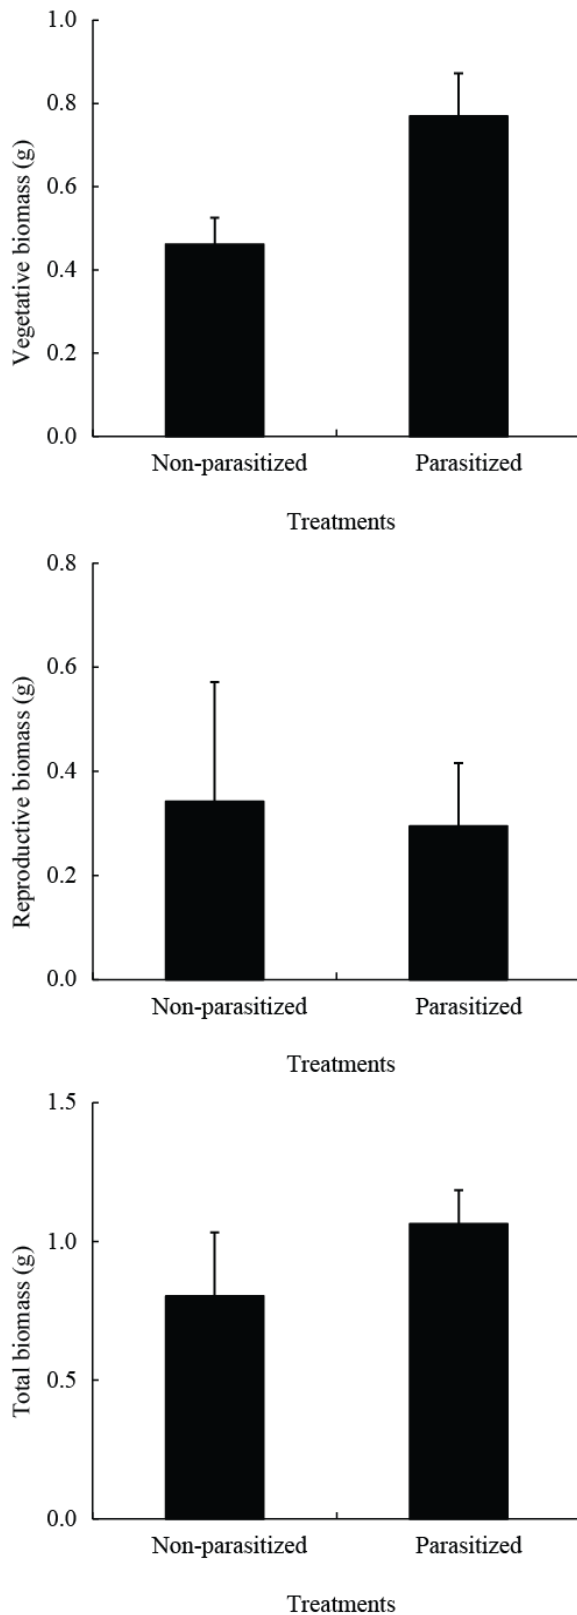 1.0
0.8
0.6
0.4
0.2
0.0
Vegetative biomass (g)
Non-parasitized Parasitized
Treatments
0.8
0.6
0.4
0.2
0.0
Reproductive biomass (g)
Non-parasitized Parasitized
Treatments
1.5
1.0
0.5
0.0
Total biomass (g)
Non-parasitized Parasitized
Treatments